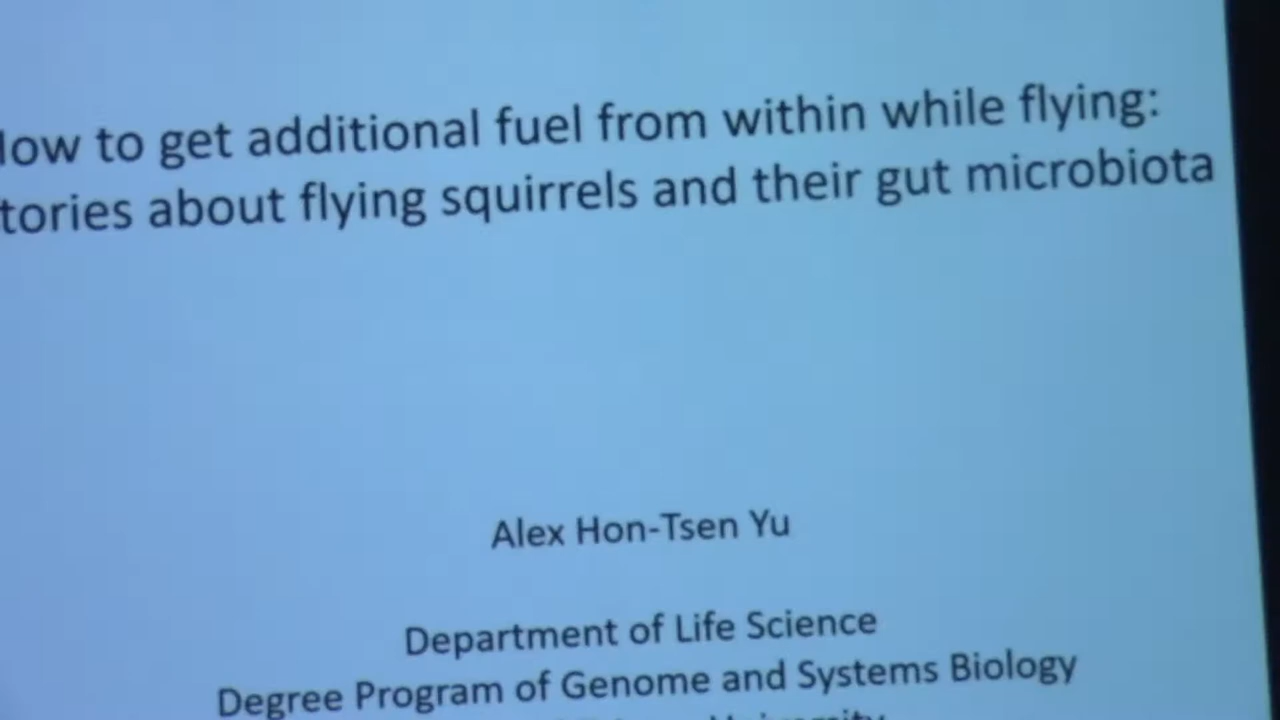 low to get additional fuel from within while flying:
tories about flying squirrels and their gut microbiota
Alex Hon-Tsen Yu
Department of Life Science
Degree Program of Genome and Systems Biology
University